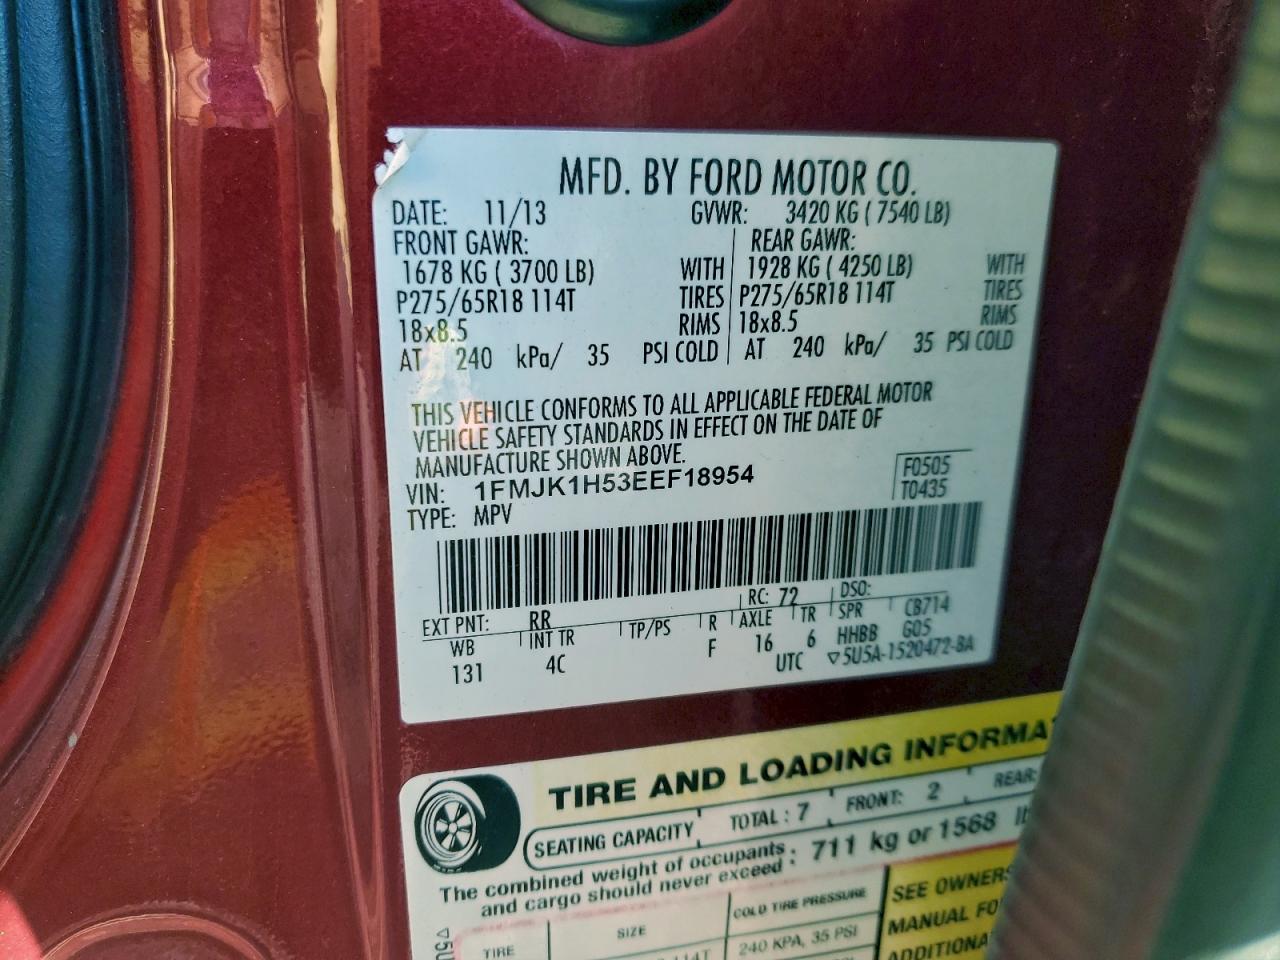 MFD. BY FORD MOTOR CO.
DATE: 11/13 GVWR: 3420 KG ( 7540 LB)
FRONT GAWR: REAR GAWR:
1678 KG ( 3700 LB) WITH 1928 KG ( 4250 LB) WITH
P275/65R18 114T TIRES P275/65R18 114T TIRES
18x8.5 RIMS 18x8.5 RIMS
AT 240 kPa/ 35 PSI COLD AT 240 kPa/ 35 PSI COLD
THIS VEHICLE CONFORMS TO ALL APPLICABLE FEDERAL MOTOR
VEHICLE SAFETY STANDARDS IN EFFECT ON THE DATE OF
MANUFACTURE SHOWN ABOVE.
VIN: 1FMJK1H53EEF18954 F0505
TYPE: MPV T0435
EXT PNT: RR RC: 72 DSO:
WB INT TR TP/PS R AXLE TR SPR CB714
131 4C F 16 6 HHBB G05
UTC ▽5U5A-1520472-BA
TIRE AND LOADING INFORMA
SEATING CAPACITY TOTAL : 7 FRONT: 2 REAR:
The combined weight of occupants : 711 kg or 1568 lb
and cargo should never exceed
TIRE SIZE COLD TIRE PRESSURE SEE OWNERS
114T 240 KPA, 35 PSI MANUAL FO
ADDITIONA
▽5U